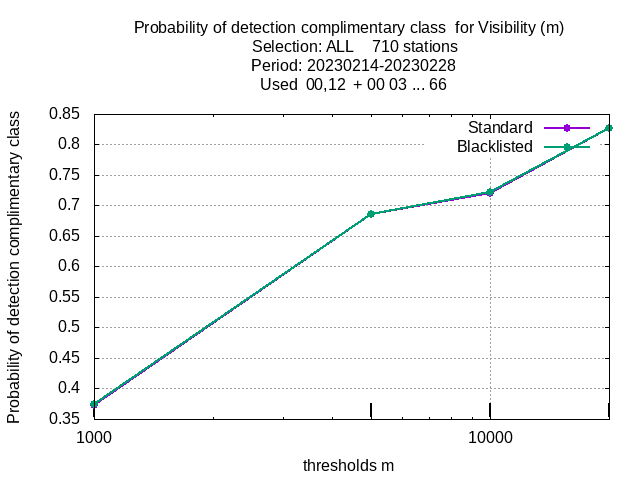 Probability of detection complimentary class  for Visibility (m)
Selection: ALL    710 stations
Period: 20230214-20230228
Used  00,12  + 00 03 ... 66
Probability of detection complimentary class
0.85
0.8
0.75
0.7
0.65
0.6
0.55
0.5
0.45
0.4
0.35
Standard
Blacklisted
1000
10000
thresholds m